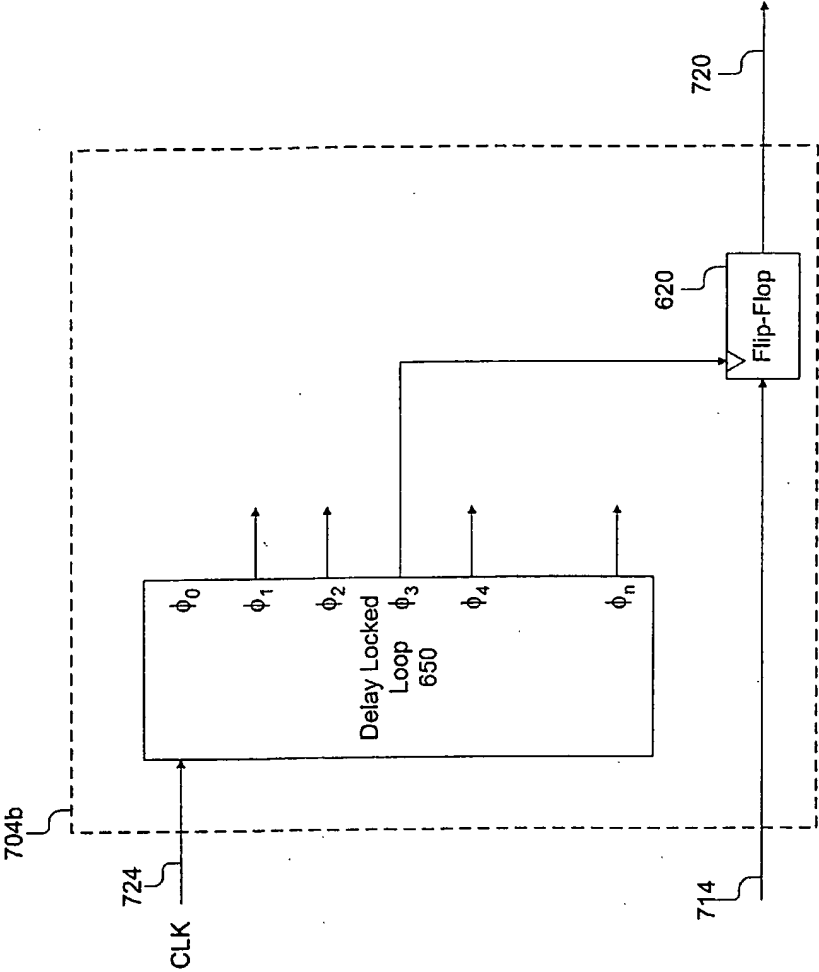 704b
CLK
724
ϕ0
ϕ1
ϕ2
ϕ3
ϕ4
ϕn
Delay Locked
Loop
650
620
Flip-Flop
714
720